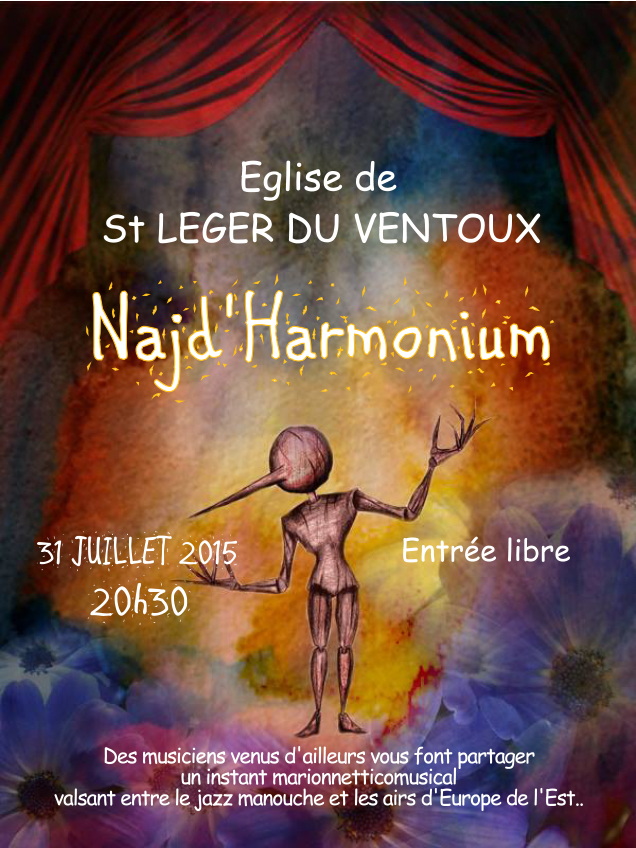 Eglise de
St LEGER DU VENTOUX
Najd'Harmonium
31 JUILLET 2015
Entrée libre
20h30
Des musiciens venus d'ailleurs vous font partager
un instant marionnetticomusical
valsant entre le jazz manouche et les airs d'Europe de l'Est..